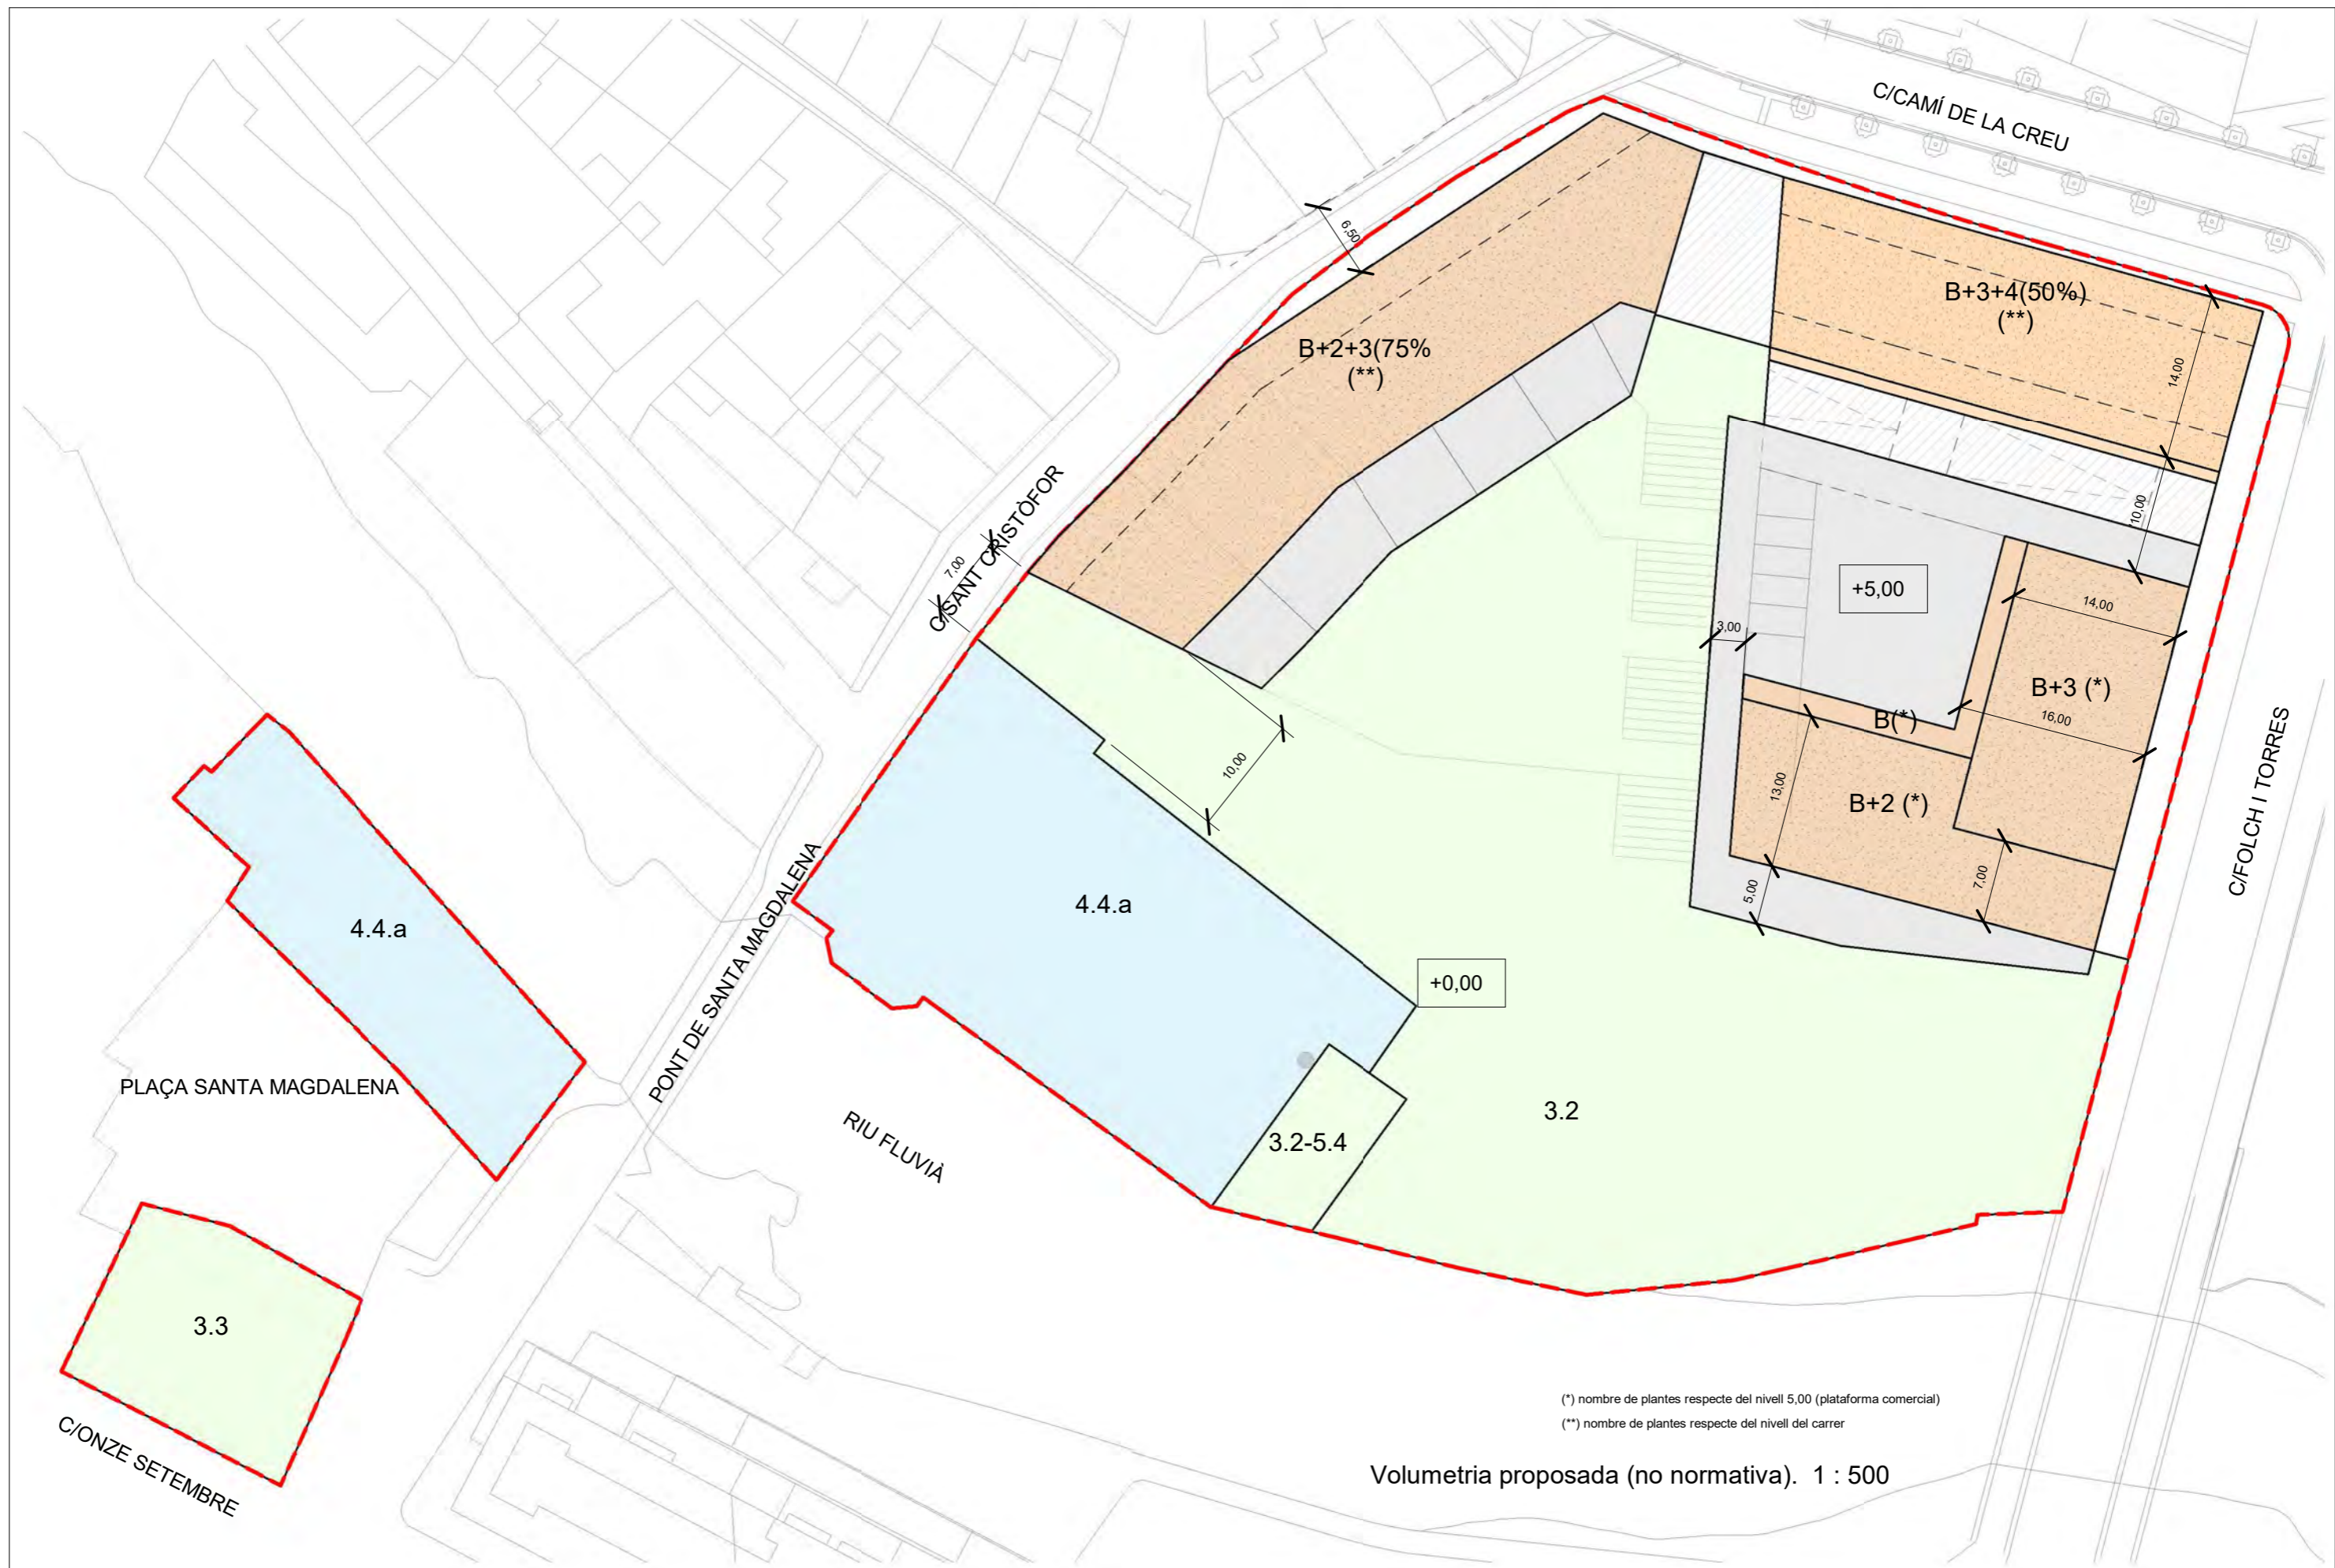 C/CAMÍ DE LA CREU
6,50
B+3+4(50%)
(**)
B+2+3(75%
(**)
14,00
10,00
C/SANT CRISTÒFOR
7,00
+5,00
14,00
3,00
B+3 (*)
16,00
B(*)
10,00
13,00
B+2 (*)
7,00
5,00
C/FOLCH I TORRES
PONT DE SANTA MAGDALENA
4.4.a
4.4.a
+0,00
PLAÇA SANTA MAGDALENA
RIU FLUVIÀ
3.2-5.4
3.2
3.3
C/ONZE SETEMBRE
(*) nombre de plantes respecte del nivell 5,00 (plataforma comercial)
(**) nombre de plantes respecte del nivell del carrer
Volumetria proposada (no normativa). 1 : 500